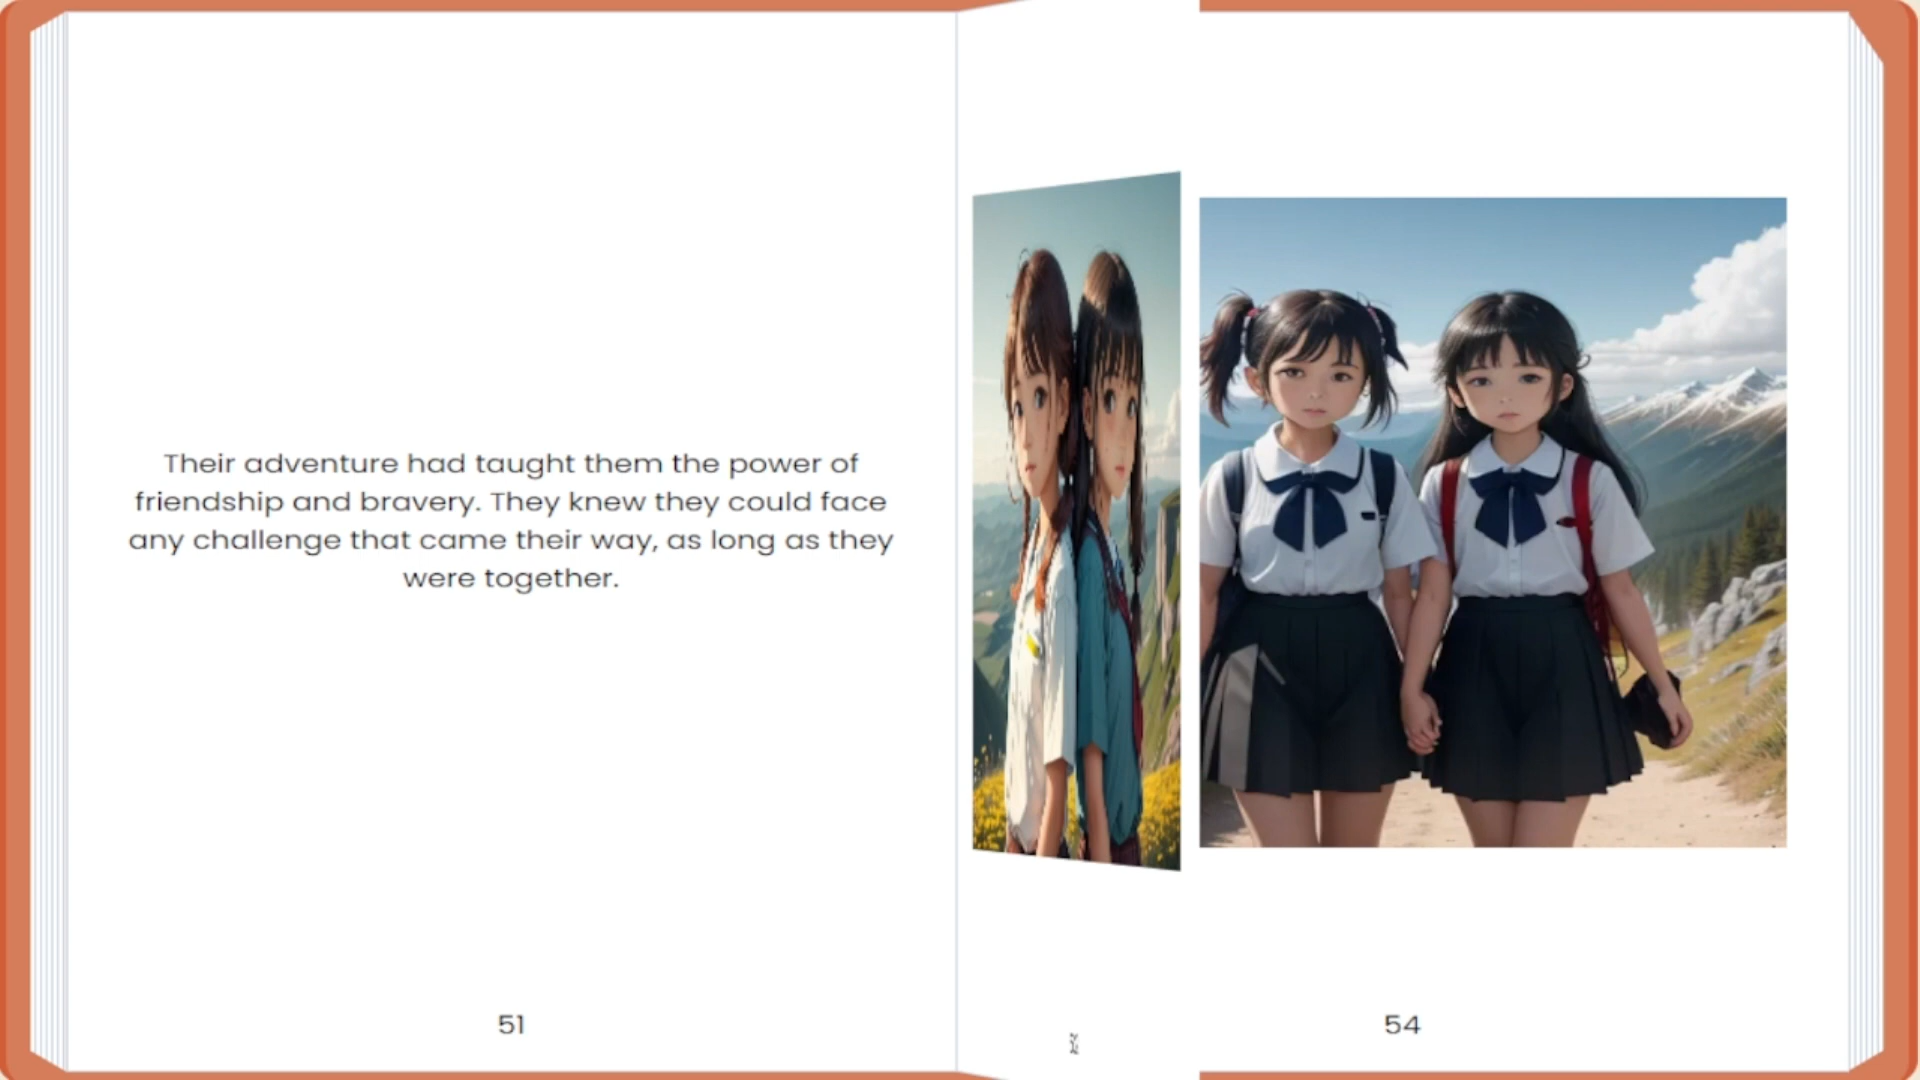 Their adventure had taught them the power of
friendship and bravery. They knew they could face
any challenge that came their way, as long as they
were together.
51
54